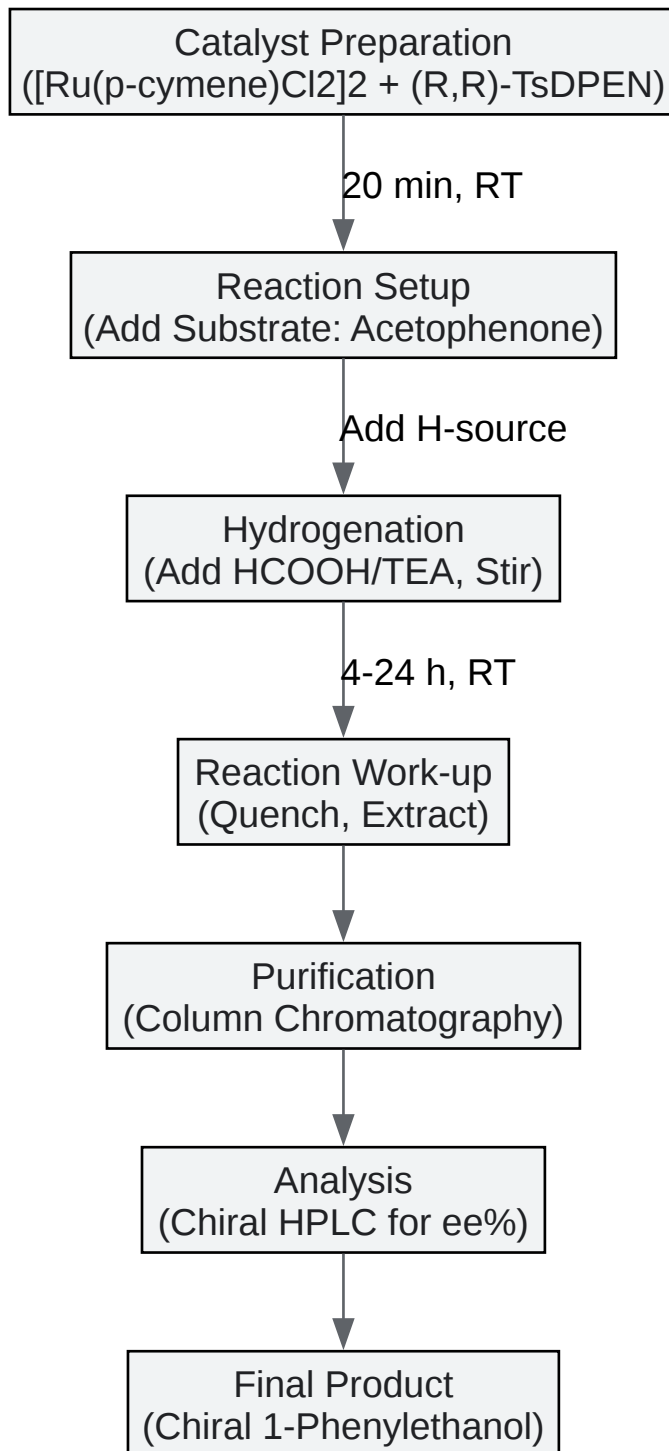 Catalyst Preparation
([Ru(p-cymene)Cl2]2 + (R,R)-TsDPEN)
20 min, RT
Reaction Setup
(Add Substrate: Acetophenone)
Add H-source
Hydrogenation
(Add HCOOH/TEA, Stir)
4-24 h, RT
Reaction Work-up
(Quench, Extract)
Purification
(Column Chromatography)
Analysis
(Chiral HPLC for ee%)
Final Product
(Chiral 1-Phenylethanol)